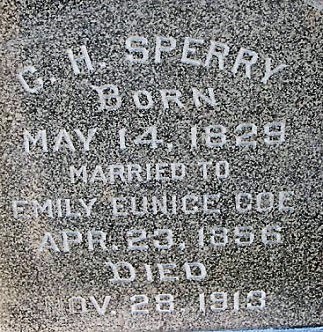 C. H. SPERRY
BORN
MAY 14, 1829
MARRIED TO
EMILY EUNICE COE
APR. 23, 1856
DIED
NOV. 28, 1913